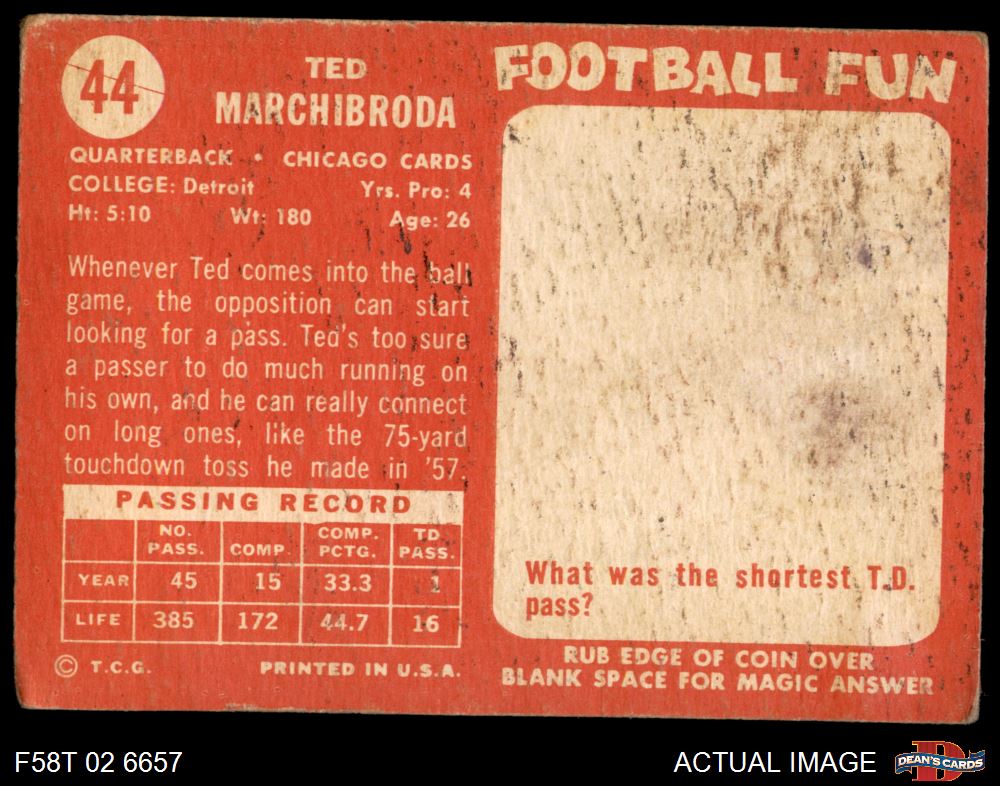 44
TED
MARCHIBRODA
QUARTERBACK • CHICAGO CARDS
COLLEGE: Detroit Yrs. Pro: 4
Ht: 5:10 Wt: 180 Age: 26
Whenever Ted comes into the ball
game, the opposition can start
looking for a pass. Ted's too sure
a passer to do much running on
his own, and he can really connect
on long ones, like the 75-yard
touchdown toss he made in '57.
PASSING RECORD
NO. PASS. COMP. COMP. PCTG. TD PASS.
YEAR 45 15 33.3 1
LIFE 385 172 44.7 16
© T.C.G. PRINTED IN U.S.A.
FOOTBALL FUN
What was the shortest T.D.
pass?
RUB EDGE OF COIN OVER
BLANK SPACE FOR MAGIC ANSWER
F58T 02 6657
ACTUAL IMAGE
D
DEAN'S CARDS